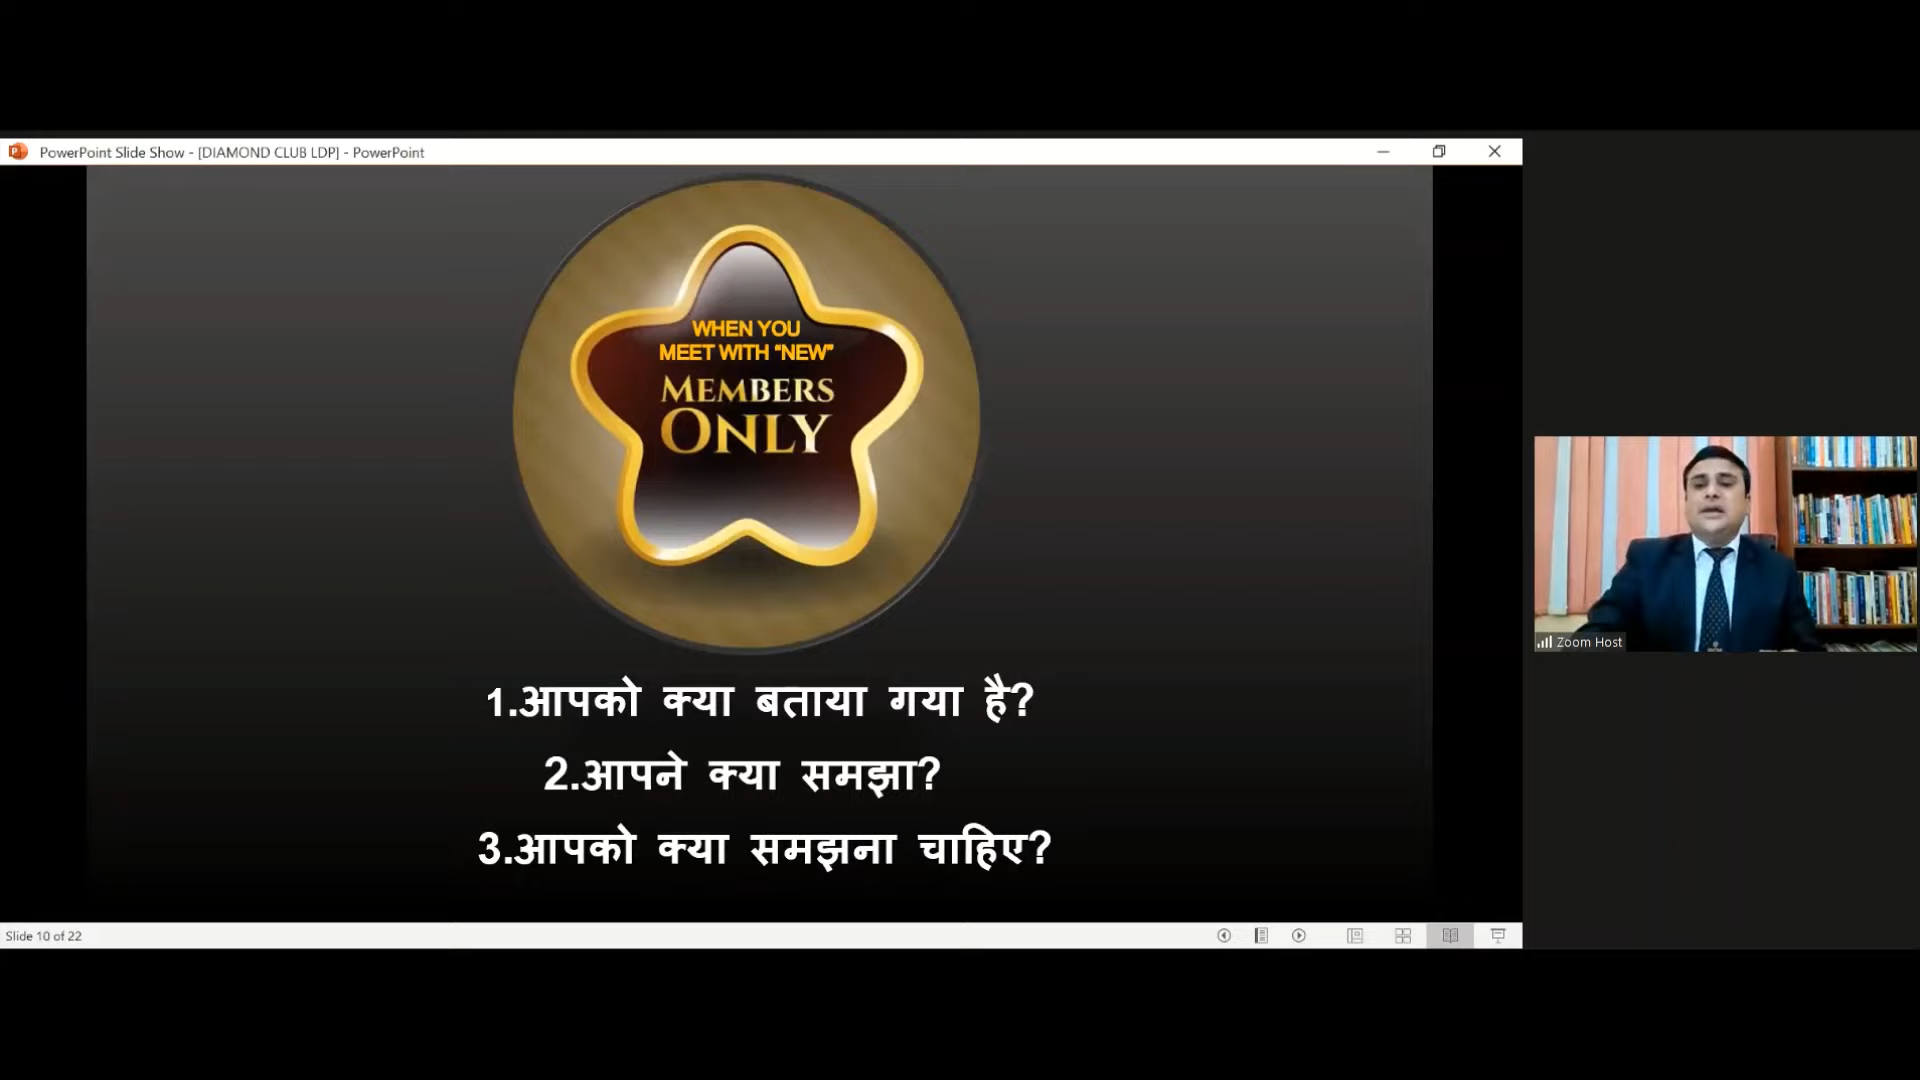 PowerPoint Slide Show - [DIAMOND CLUB LDP] - PowerPoint
WHEN YOU
MEET WITH “NEW”
MEMBERS
ONLY
1.आपको क्या बताया गया है?
2.आपने क्या समझा?
3.आपको क्या समझना चाहिए?
Zoom Host
Slide 10 of 22